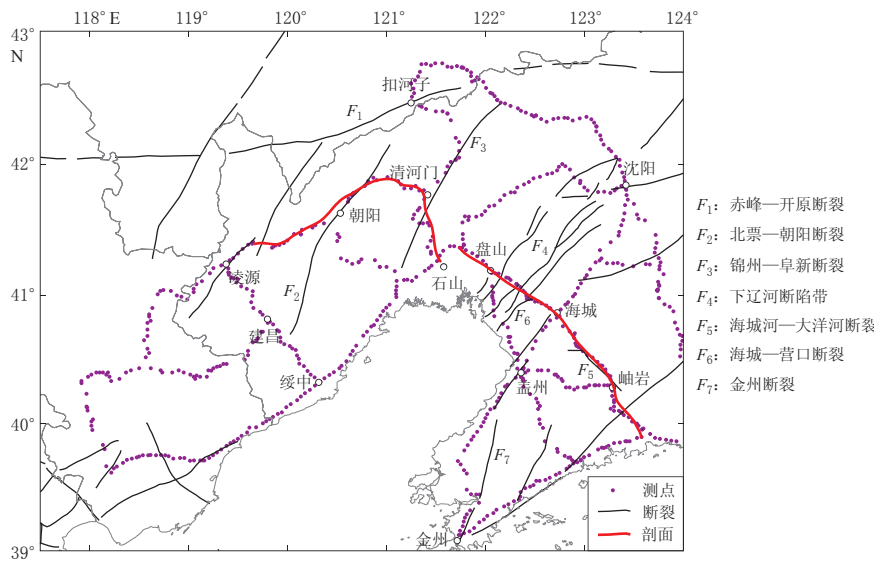 118° E 119° 120° 121° 122° 123° 124°
43°
N
42°
41°
40°
39°
扣河子
F1
F3
清河门
沈阳
朝阳
盘山
F4
凌源
石山
F2
海城
F6
建昌
绥中
盖州
F5
岫岩
F7
金州
测点
断裂
剖面
F1：赤峰—开原断裂
F2：北票—朝阳断裂
F3：锦州—阜新断裂
F4：下辽河断陷带
F5：海城河—大洋河断裂
F6：海城—营口断裂
F7：金州断裂